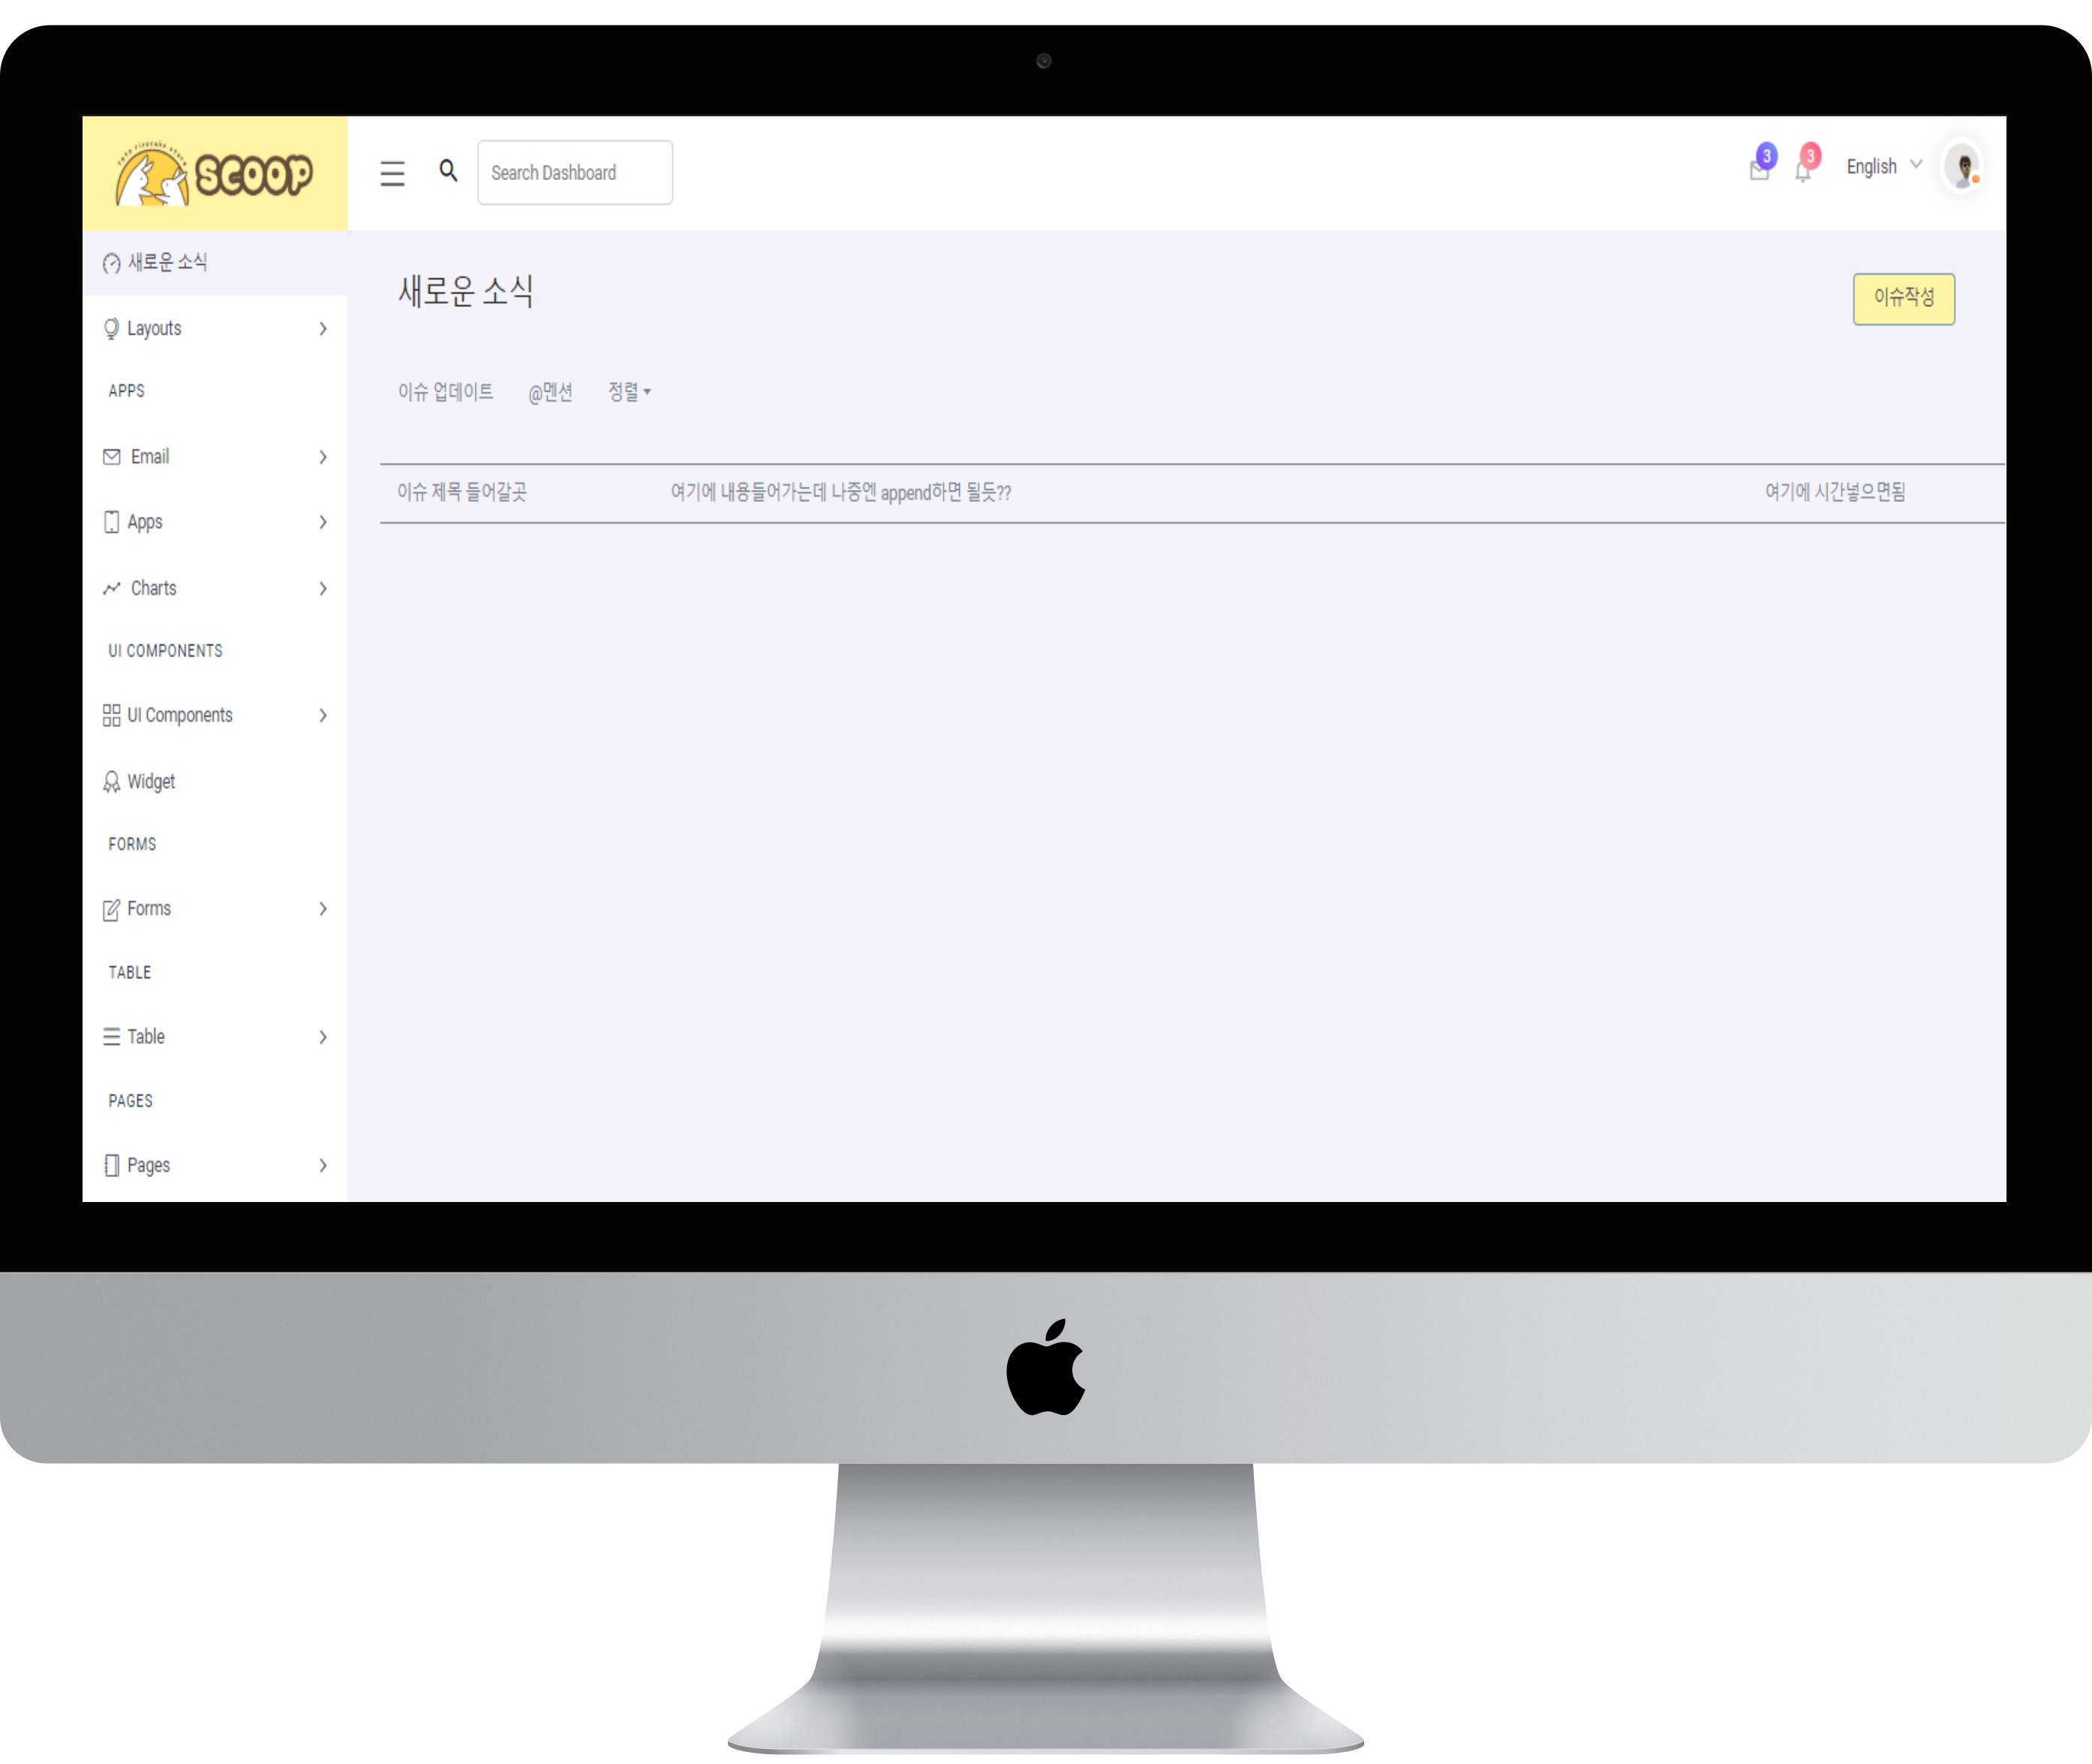 SCOOP
Search Dashboard
3
3
English
새로운 소식
Layouts
APPS
Email
Apps
Charts
UI COMPONENTS
UI Components
Widget
FORMS
Forms
TABLE
Table
PAGES
Pages
새로운 소식
이슈작성
이슈 업데이트 @멘션 정렬
이슈 제목 들어갈곳 여기에 내용들어가는데 나중엔 append하면 될듯?? 여기에 시간넣으면됨